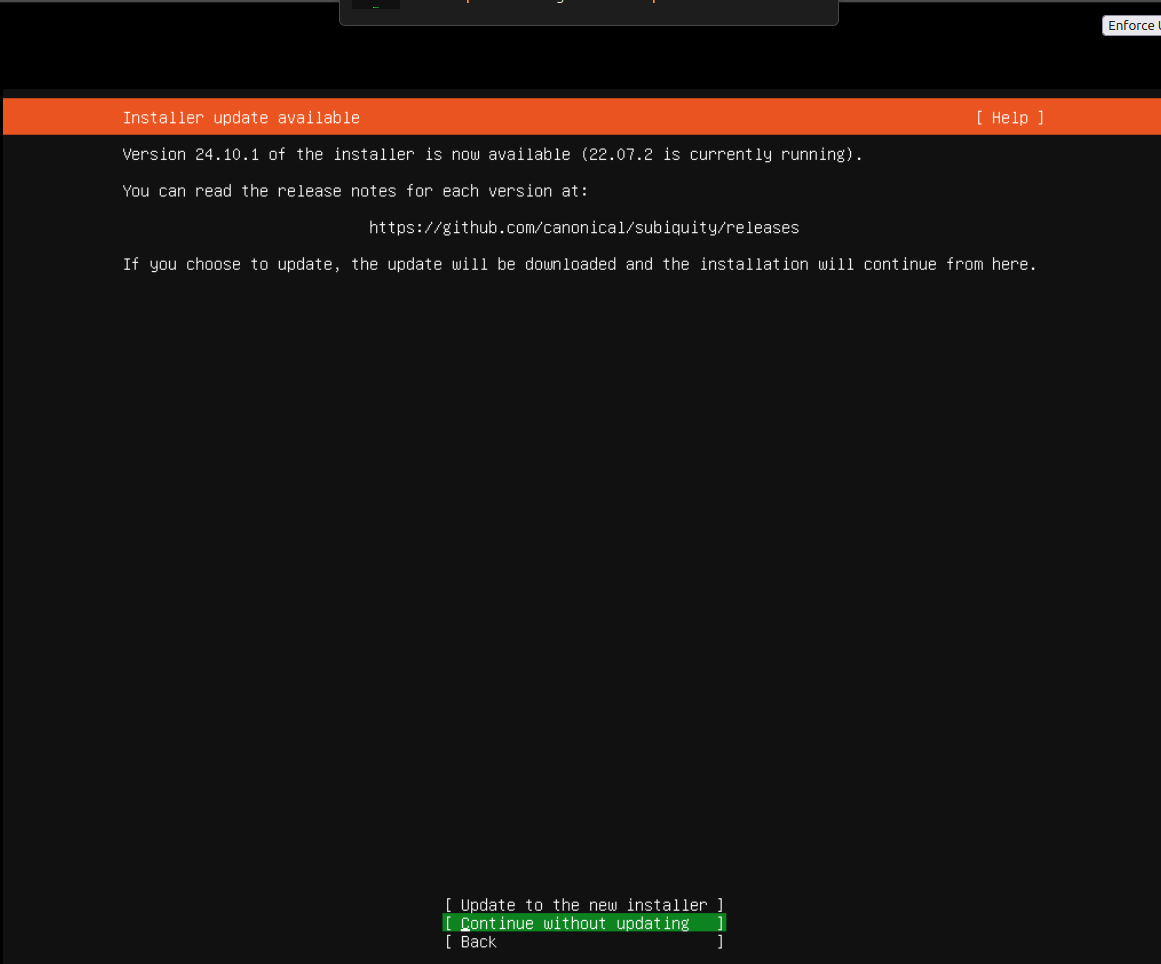 Enforce
Installer update available [ Help ]
Version 24.10.1 of the installer is now available (22.07.2 is currently running).
You can read the release notes for each version at:
https://github.com/canonical/subiquity/releases
If you choose to update, the update will be downloaded and the installation will continue from here.
[ Update to the new installer ]
[ Continue without updating ]
[ Back ]